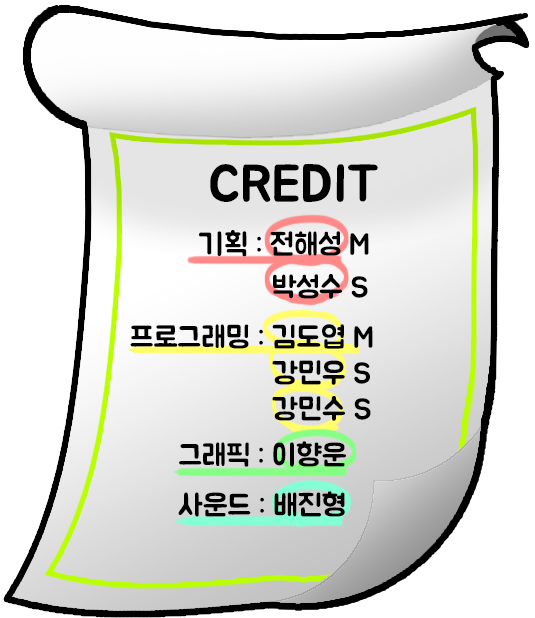 CREDIT
기획 : 전해성 M
박성수 S
프로그래밍 : 김도엽 M
강민우 S
강민수 S
그래픽 : 이향운
사운드 : 배진형